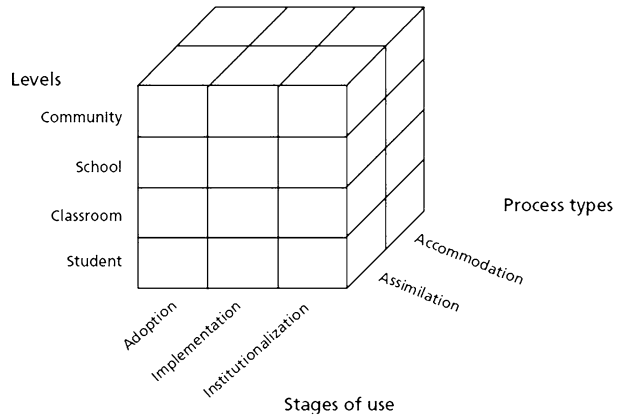 Levels
Community
School
Classroom
Student
Process types
Accommodation
Assimilation
Adoption
Implementation
Institutionalization
Stages of use